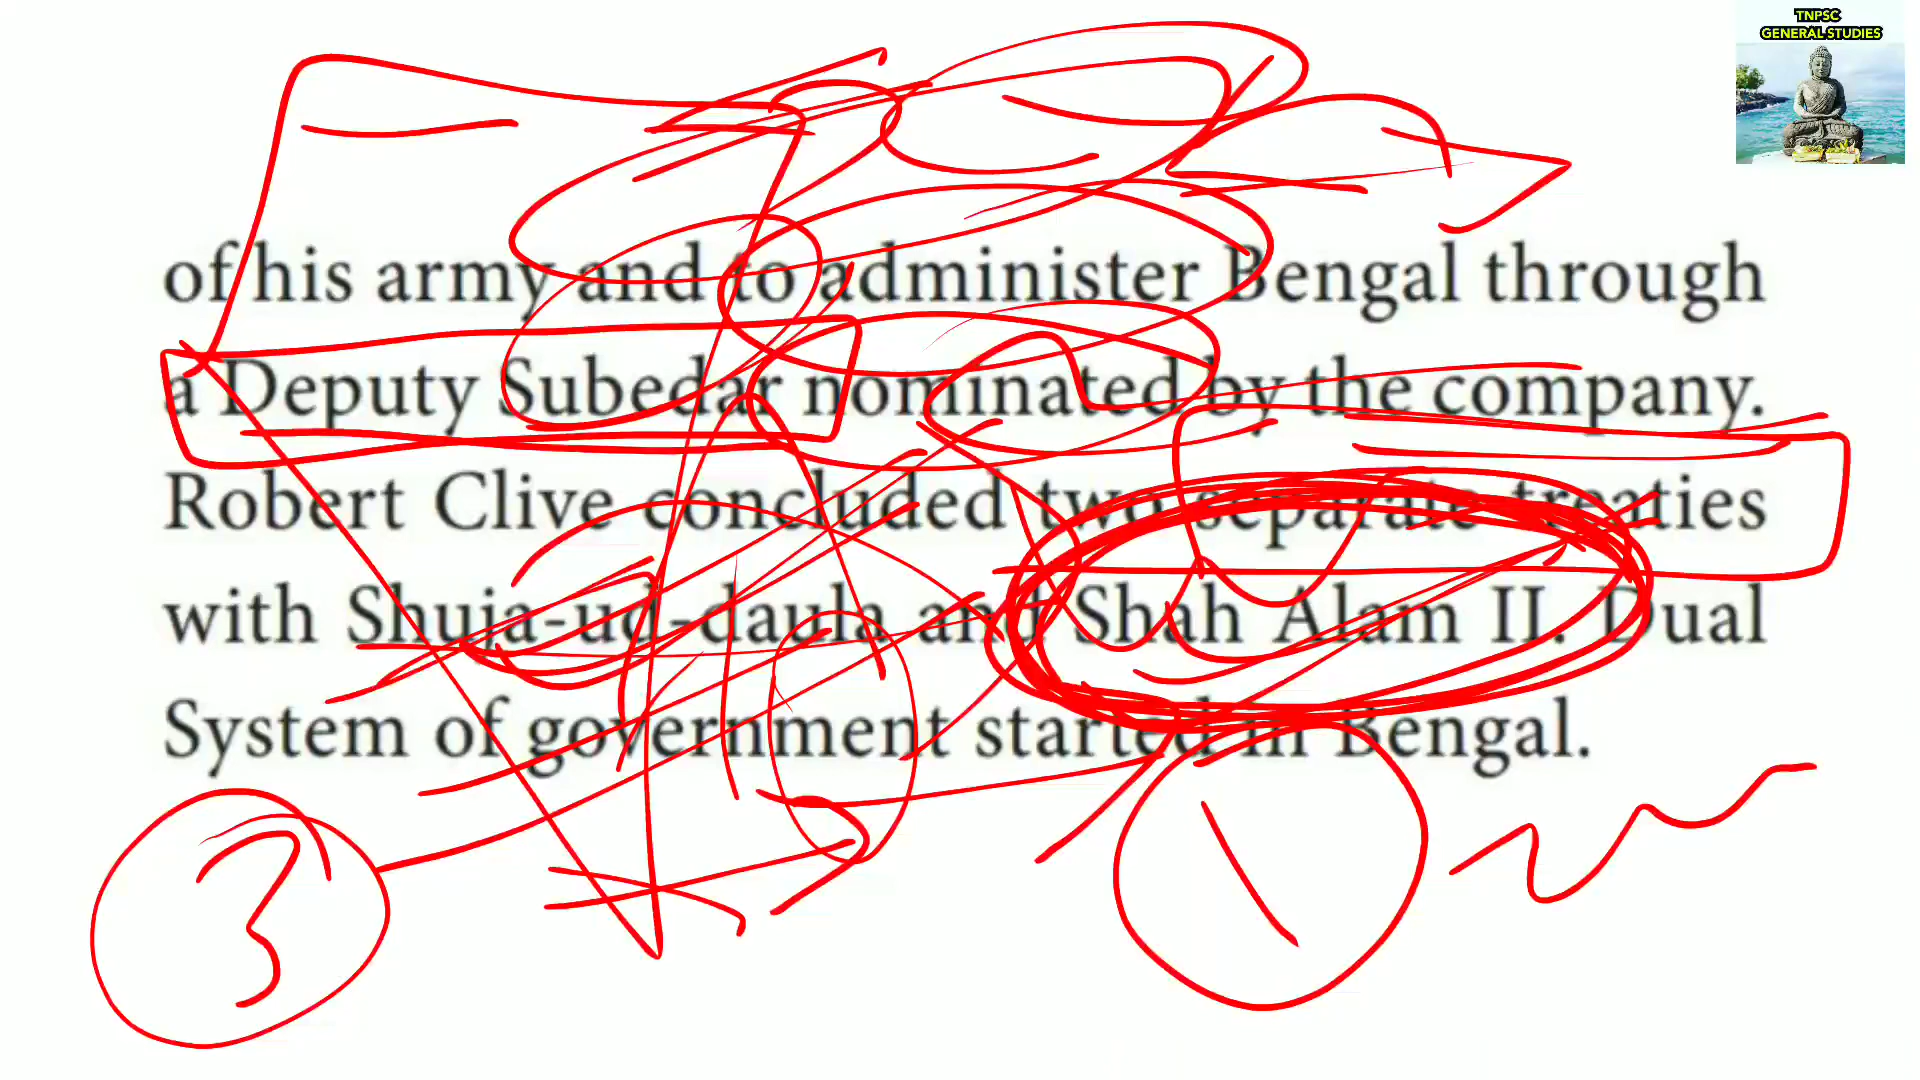 TNPSC
GENERAL STUDIES
of his army and to administer Bengal through
a Deputy Subedar nominated by the company.
Robert Clive concluded two separate treaties
with Shuja-ud-daula and Shah Alam II. Dual
System of government started in Bengal.
3
1